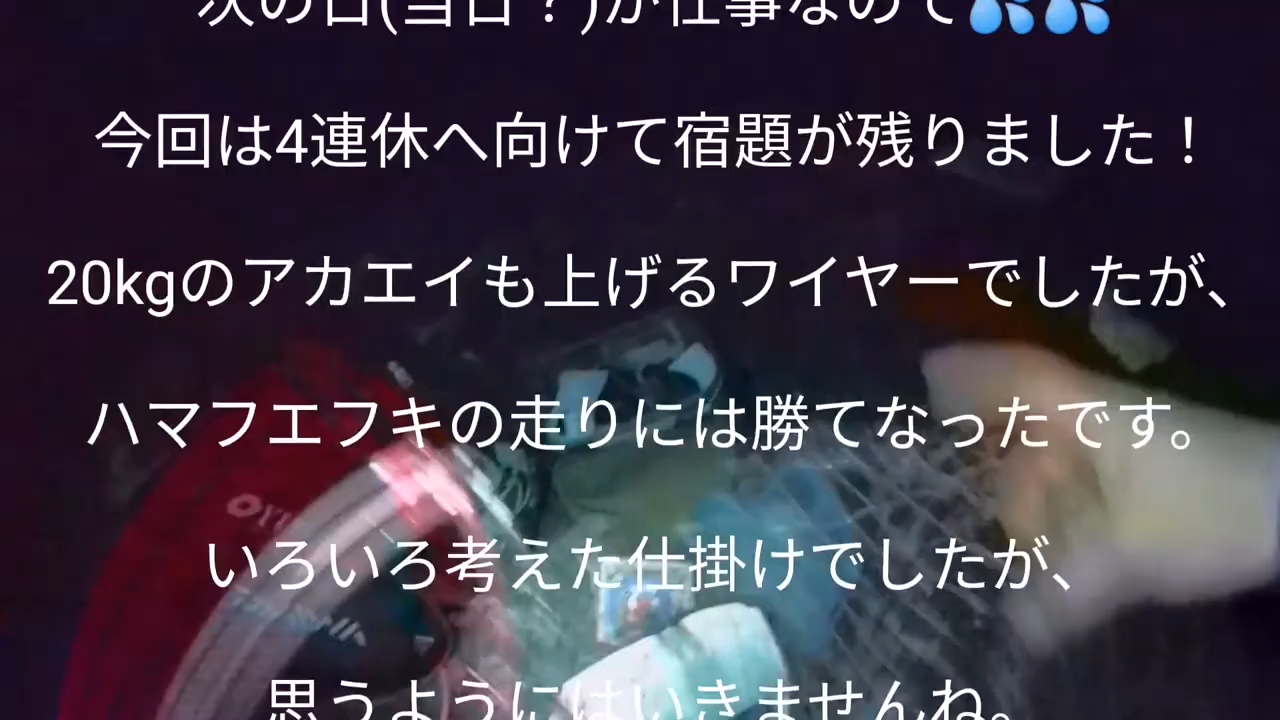 次の日(当日？)が仕事なので💦💦
今回は4連休へ向けて宿題が残りました！
20kgのアカエイも上げるワイヤーでしたが、
ハマフエフキの走りには勝てなったです。
いろいろ考えた仕掛けでしたが、
思うようにはいきませんね。